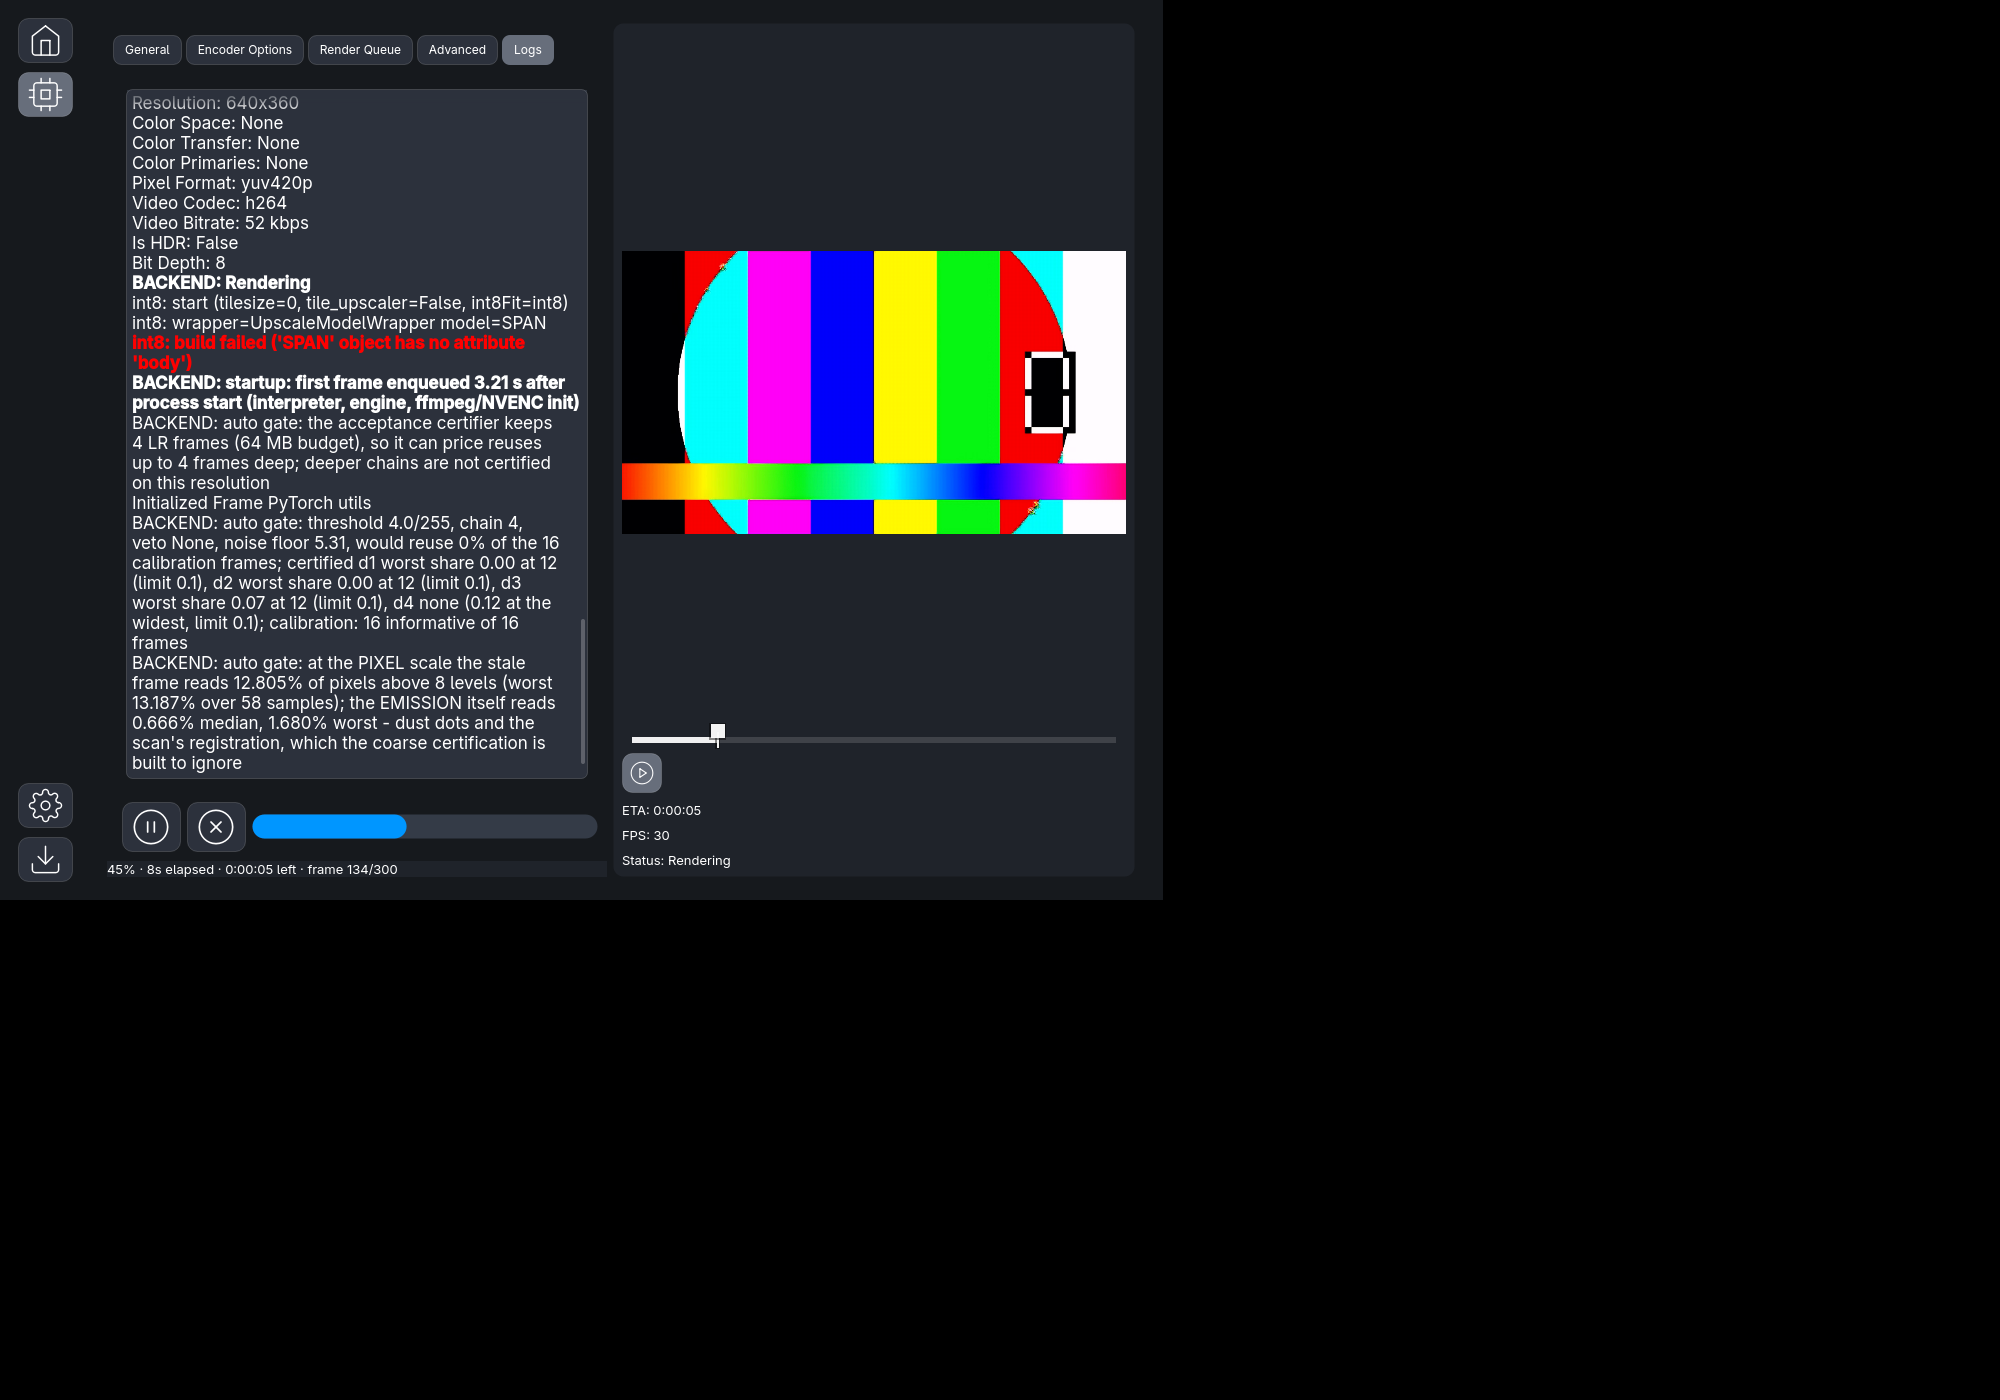 General
Encoder Options
Render Queue
Advanced
Logs
Resolution: 640x360
Color Space: None
Color Transfer: None
Color Primaries: None
Pixel Format: yuv420p
Video Codec: h264
Video Bitrate: 52 kbps
Is HDR: False
Bit Depth: 8
BACKEND: Rendering
int8: start (tilesize=0, tile_upscaler=False, int8Fit=int8)
int8: wrapper=UpscaleModelWrapper model=SPAN
int8: build failed ('SPAN' object has no attribute
'body')
BACKEND: startup: first frame enqueued 3.21 s after
process start (interpreter, engine, ffmpeg/NVENC init)
BACKEND: auto gate: the acceptance certifier keeps
4 LR frames (64 MB budget), so it can price reuses
up to 4 frames deep; deeper chains are not certified
on this resolution
Initialized Frame PyTorch utils
BACKEND: auto gate: threshold 4.0/255, chain 4,
veto None, noise floor 5.31, would reuse 0% of the 16
calibration frames; certified d1 worst share 0.00 at 12
(limit 0.1), d2 worst share 0.00 at 12 (limit 0.1), d3
worst share 0.07 at 12 (limit 0.1), d4 none (0.12 at the
widest, limit 0.1); calibration: 16 informative of 16
frames
BACKEND: auto gate: at the PIXEL scale the stale
frame reads 12.805% of pixels above 8 levels (worst
13.187% over 58 samples); the EMISSION itself reads
0.666% median, 1.680% worst - dust dots and the
scan's registration, which the coarse certification is
built to ignore
45% · 8s elapsed · 0:00:05 left · frame 134/300
ETA: 0:00:05
FPS: 30
Status: Rendering